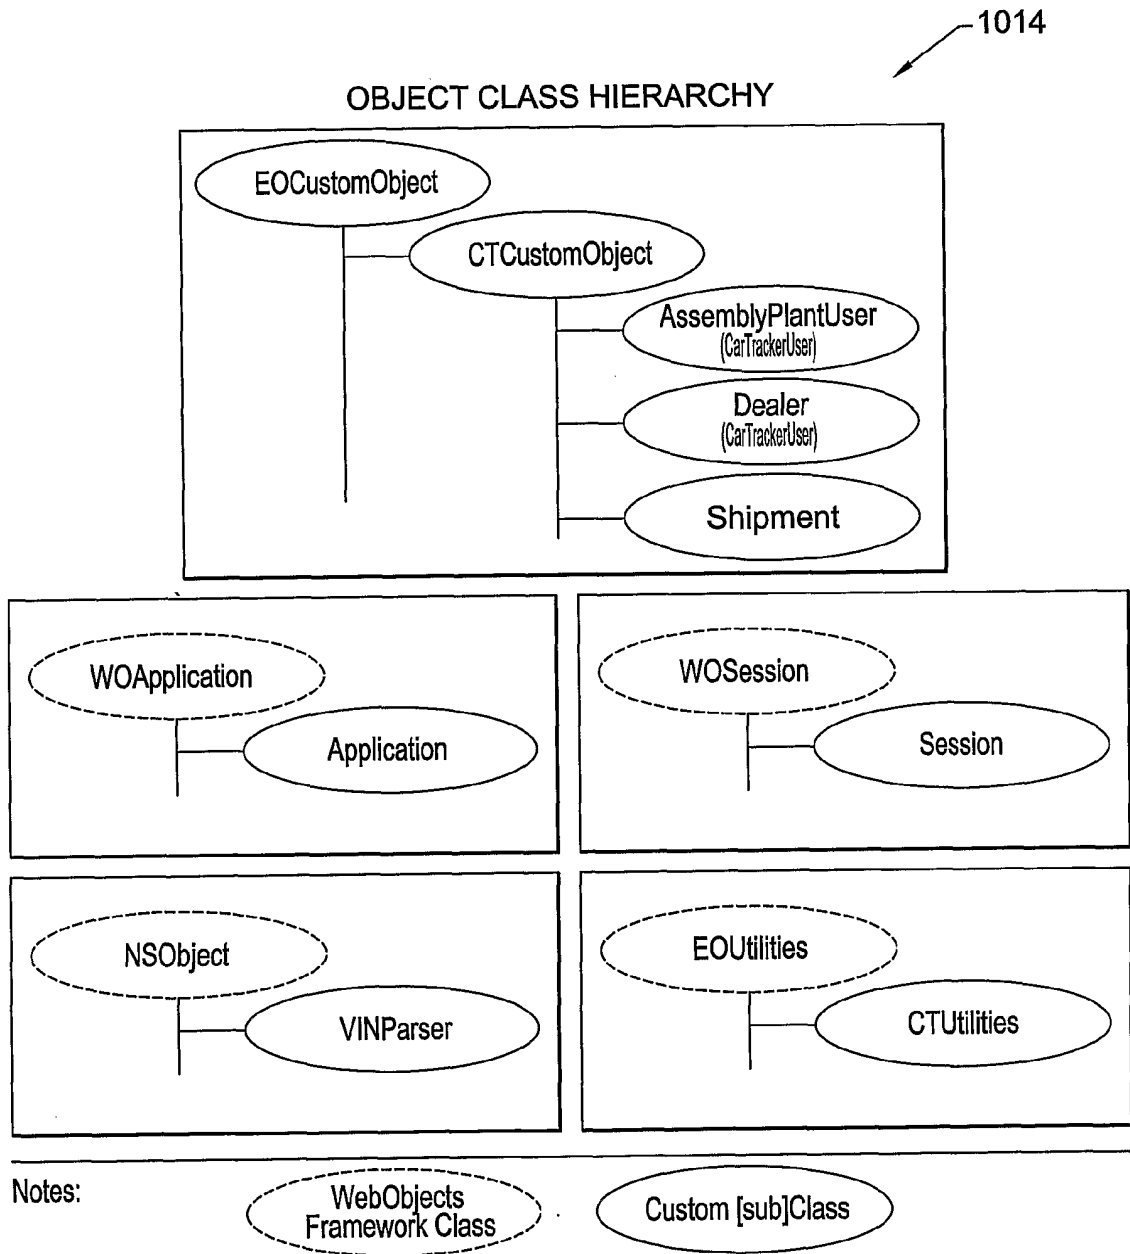 1014
OBJECT CLASS HIERARCHY
EOCustomObject
CTCustomObject
AssemblyPlantUser
(CarTrackerUser)
Dealer
(CarTrackerUser)
Shipment
WOApplication
Application
WOSession
Session
NSObject
VINParser
EOUtilities
CTUtilities
Notes:
WebObjects
Framework Class
Custom [sub]Class